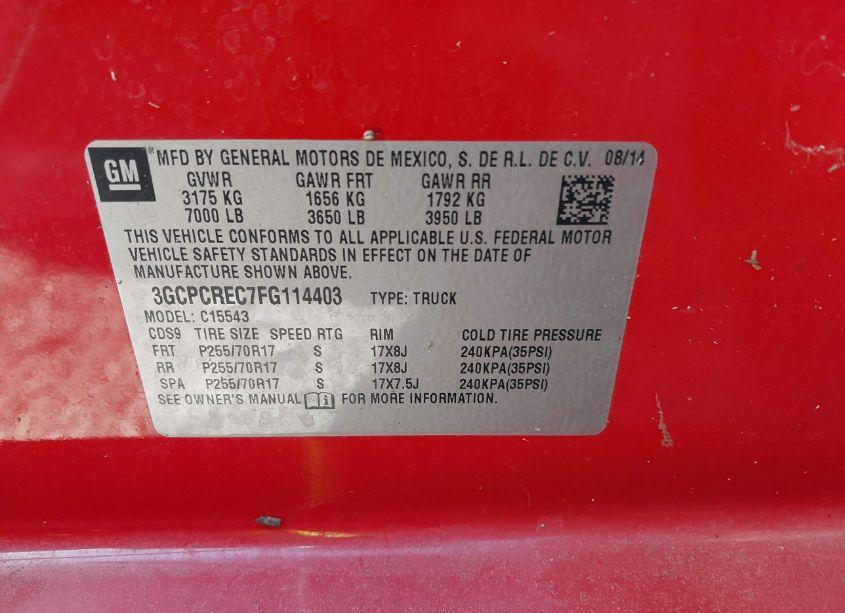 GM ® MFD BY GENERAL MOTORS DE MEXICO, S. DE R.L. DE C.V. 08/14
GVWR GAWR FRT GAWR RR
3175 KG 1656 KG 1792 KG
7000 LB 3650 LB 3950 LB
THIS VEHICLE CONFORMS TO ALL APPLICABLE U.S. FEDERAL MOTOR
VEHICLE SAFETY STANDARDS IN EFFECT ON THE DATE OF
MANUFACTURE SHOWN ABOVE.
3GCPCREC7FG114403 TYPE: TRUCK
MODEL: C15543
CDS9 TIRE SIZE SPEED RTG RIM COLD TIRE PRESSURE
FRT P255/70R17 S 17X8J 240KPA(35PSI)
RR P255/70R17 S 17X8J 240KPA(35PSI)
SPA P255/70R17 S 17X7.5J 240KPA(35PSI)
SEE OWNER'S MANUAL FOR MORE INFORMATION.